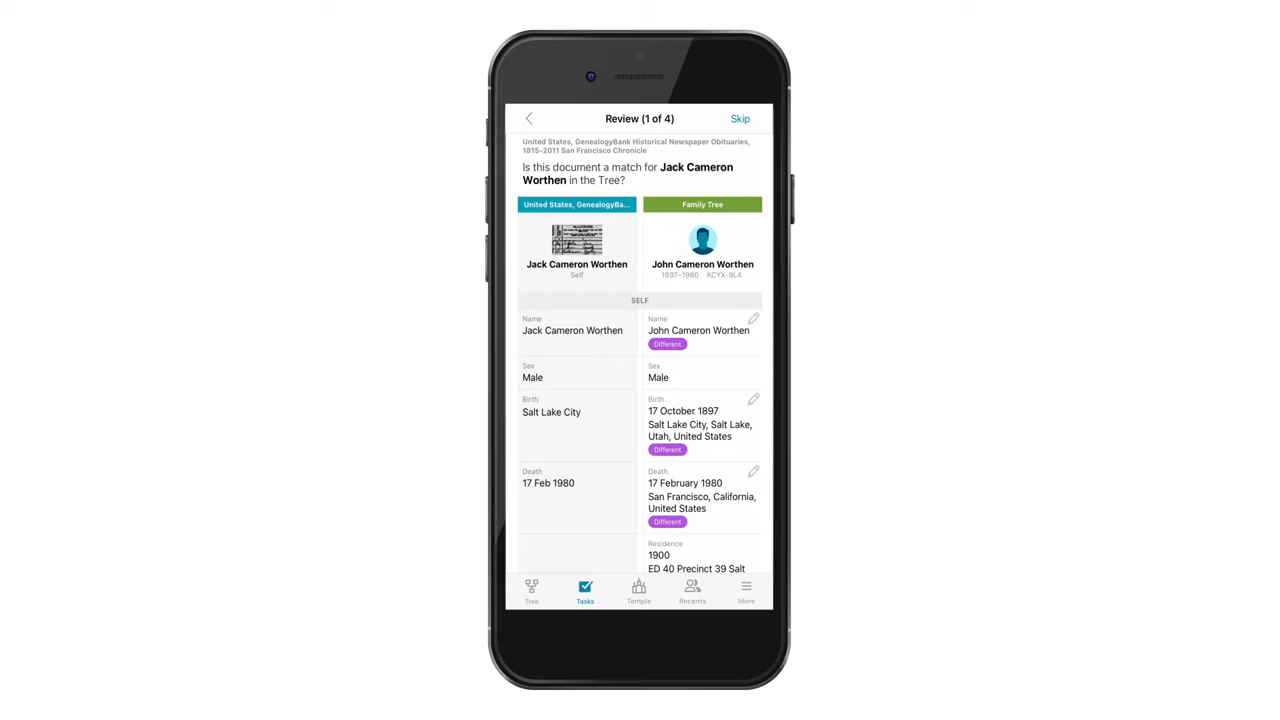 Review (1 of 4)
Skip
United States, GenealogyBank Historical Newspaper Obituaries,
1815-2011 San Francisco Chronicle
Is this document a match for Jack Cameron
Worthen in the Tree?
United States, GenealogyBa...
Family Tree
Jack Cameron Worthen
Self
John Cameron Worthen
1897–1980 KCYX-9L4
SELF
Name
Jack Cameron Worthen
Name
John Cameron Worthen
Different
Sex
Male
Sex
Male
Birth
Salt Lake City
Birth
17 October 1897
Salt Lake City, Salt Lake,
Utah, United States
Different
Death
17 Feb 1980
Death
17 February 1980
San Francisco, California,
United States
Different
Residence
1900
ED 40 Precinct 39 Salt
Tree
Tasks
Temple
Recents
More